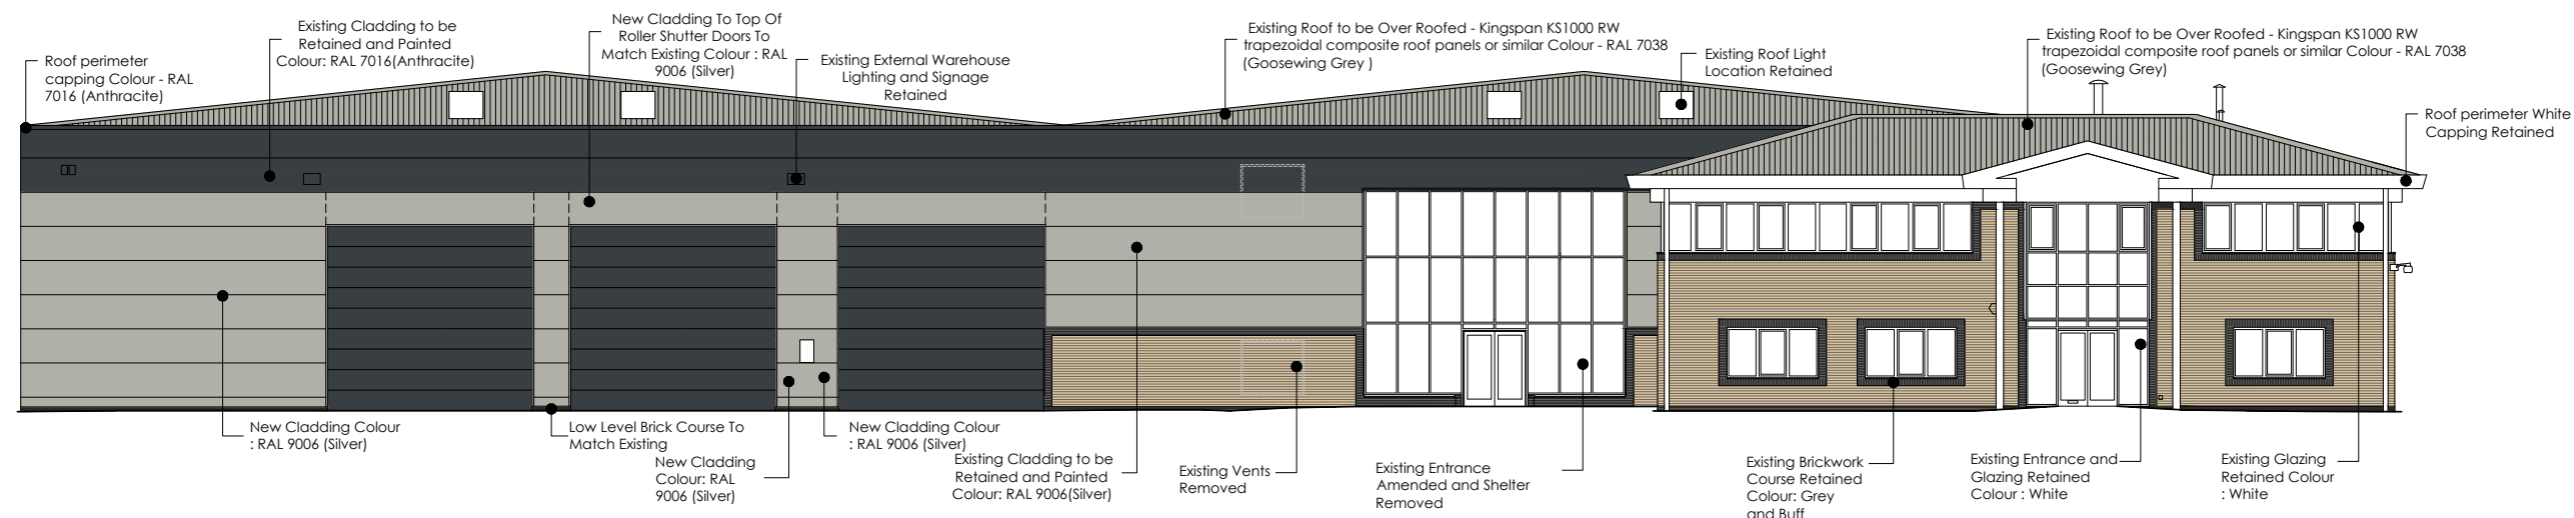 Roof perimeter
capping Colour - RAL
7016 (Anthracite)
Existing Cladding to be
Retained and Painted
Colour: RAL 7016(Anthracite)
New Cladding To Top Of
Roller Shutter Doors To
Match Existing Colour : RAL
9006 (Silver)
Existing External Warehouse
Lighting and Signage
Retained
Existing Roof to be Over Roofed - Kingspan KS1000 RW
trapezoidal composite roof panels or similar Colour - RAL 7038
(Goosewing Grey )
Existing Roof Light
Location Retained
Existing Roof to be Over Roofed - Kingspan KS1000 RW
trapezoidal composite roof panels or similar Colour - RAL 7038
(Goosewing Grey)
Roof perimeter White
Capping Retained
New Cladding Colour
: RAL 9006 (Silver)
Low Level Brick Course To
Match Existing
New Cladding
Colour: RAL
9006 (Silver)
New Cladding Colour
: RAL 9006 (Silver)
Existing Cladding to be
Retained and Painted
Colour: RAL 9006(Silver)
Existing Vents
Removed
Existing Entrance
Amended and Shelter
Removed
Existing Brickwork
Course Retained
Colour: Grey
and Buff
Existing Entrance and
Glazing Retained
Colour : White
Existing Glazing
Retained Colour
: White